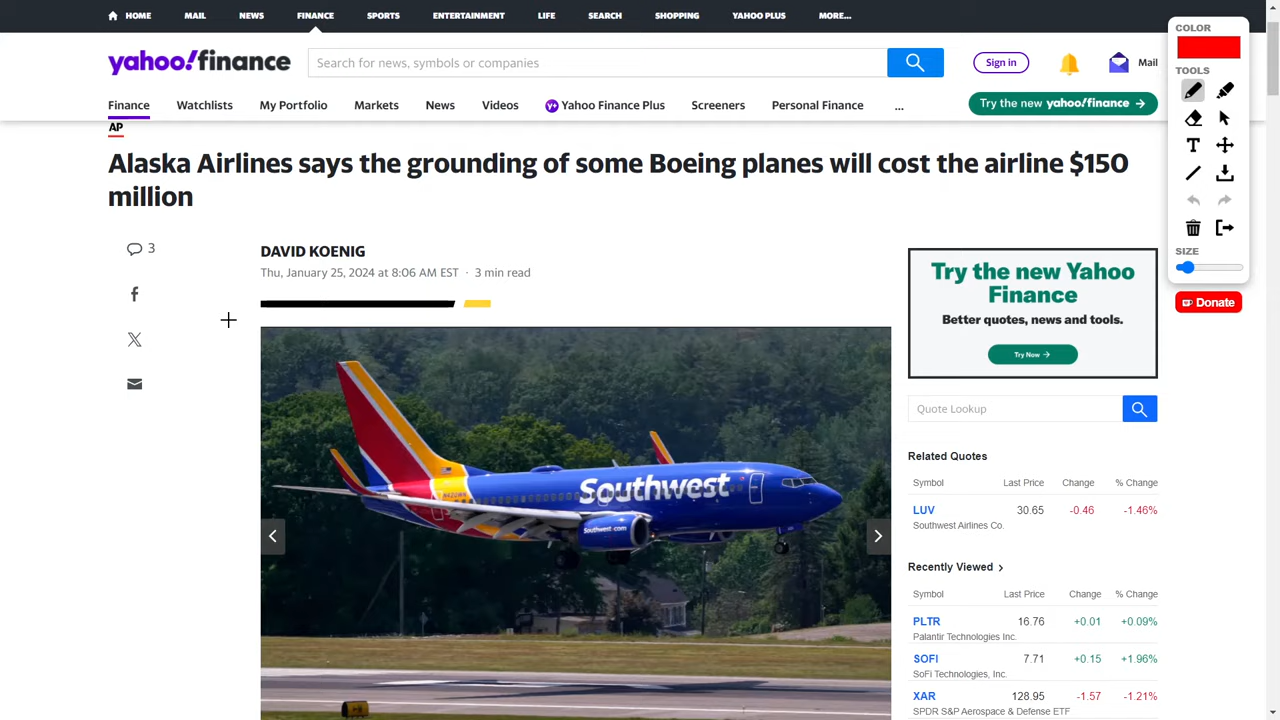 HOME MAIL NEWS FINANCE SPORTS ENTERTAINMENT LIFE SEARCH SHOPPING YAHOO PLUS MORE...
yahoo!finance
Search for news, symbols or companies
Sign in
Mail
Finance Watchlists My Portfolio Markets News Videos Y+ Yahoo Finance Plus Screeners Personal Finance ...
Try the new yahoo!finance →
AP
Alaska Airlines says the grounding of some Boeing planes will cost the airline $150
million
3
DAVID KOENIG
Thu, January 25, 2024 at 8:06 AM EST · 3 min read
Southwest
Southwest.com
Try the new Yahoo
Finance
Better quotes, news and tools.
Try Now →
Quote Lookup
Related Quotes
Symbol Last Price Change % Change
LUV 30.65 -0.46 -1.46%
Southwest Airlines Co.
Recently Viewed
Symbol Last Price Change % Change
PLTR 16.76 +0.01 +0.09%
Palantir Technologies Inc.
SOFI 7.71 +0.15 +1.96%
SoFi Technologies, Inc.
XAR 128.95 -1.57 -1.21%
SPDR S&P Aerospace & Defense ETF
COLOR
TOOLS
T
SIZE
Donate